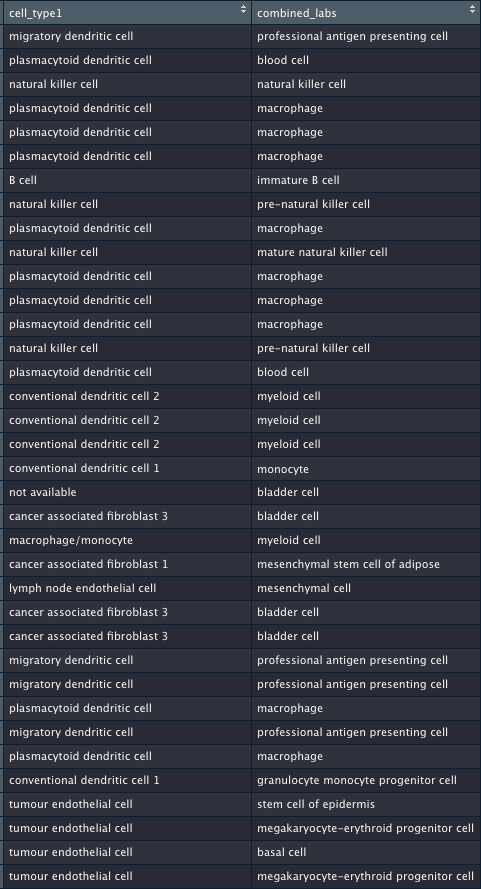 cell_type1 combined_labs
migratory dendritic cell professional antigen presenting cell
plasmacytoid dendritic cell blood cell
natural killer cell natural killer cell
plasmacytoid dendritic cell macrophage
plasmacytoid dendritic cell macrophage
plasmacytoid dendritic cell macrophage
B cell immature B cell
natural killer cell pre-natural killer cell
plasmacytoid dendritic cell macrophage
natural killer cell mature natural killer cell
plasmacytoid dendritic cell macrophage
plasmacytoid dendritic cell macrophage
plasmacytoid dendritic cell macrophage
natural killer cell pre-natural killer cell
plasmacytoid dendritic cell blood cell
conventional dendritic cell 2 myeloid cell
conventional dendritic cell 2 myeloid cell
conventional dendritic cell 2 myeloid cell
conventional dendritic cell 1 monocyte
not available bladder cell
cancer associated fibroblast 3 bladder cell
macrophage/monocyte myeloid cell
cancer associated fibroblast 1 mesenchymal stem cell of adipose
lymph node endothelial cell mesenchymal cell
cancer associated fibroblast 3 bladder cell
cancer associated fibroblast 3 bladder cell
migratory dendritic cell professional antigen presenting cell
migratory dendritic cell professional antigen presenting cell
plasmacytoid dendritic cell macrophage
migratory dendritic cell professional antigen presenting cell
plasmacytoid dendritic cell macrophage
conventional dendritic cell 1 granulocyte monocyte progenitor cell
tumour endothelial cell stem cell of epidermis
tumour endothelial cell megakaryocyte-erythroid progenitor cell
tumour endothelial cell basal cell
tumour endothelial cell megakaryocyte-erythroid progenitor cell